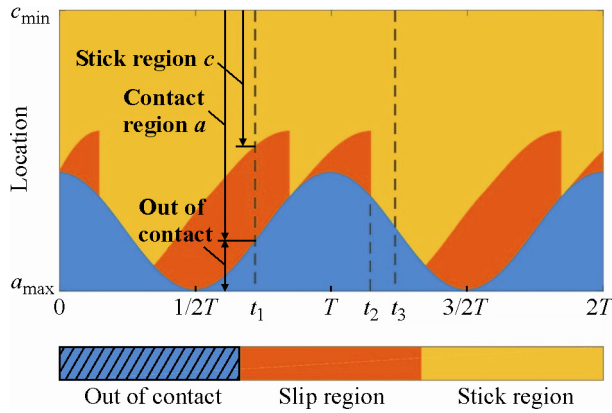 c_min
Stick region c
Contact
region a
Out of
contact
Location
a_max
0
1/2T
t_1
T
t_2
t_3
3/2T
2T
Out of contact
Slip region
Stick region